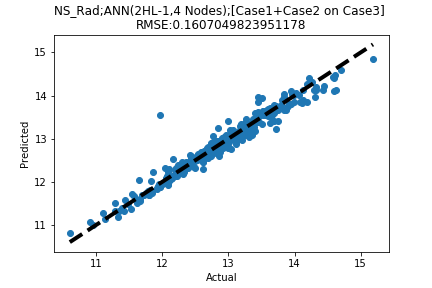 NS_Rad;ANN(2HL-1,4 Nodes);[Case1+Case2 on Case3]
RMSE:0.1607049823951178
15
14
13
12
11
Predicted
11 12 13 14 15
Actual